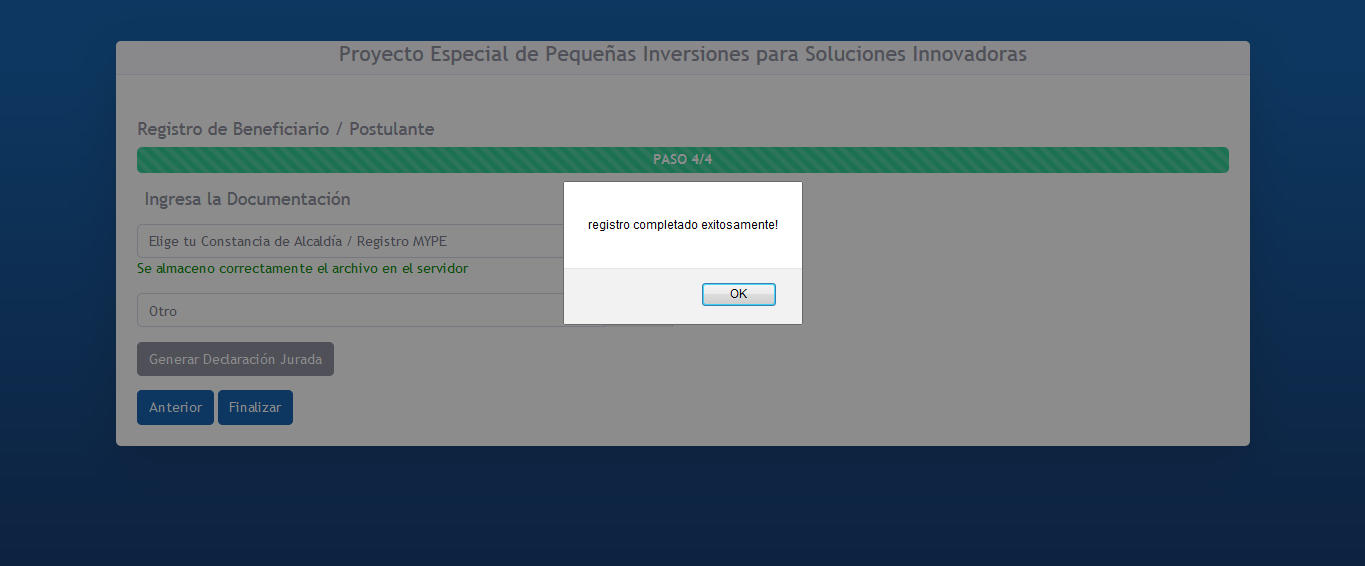 Proyecto Especial de Pequeñas Inversiones para Soluciones Innovadoras
Registro de Beneficiario / Postulante
PASO 4/4
Ingresa la Documentación
Elige tu Constancia de Alcaldía / Registro MYPE
Se almaceno correctamente el archivo en el servidor
Otro
Generar Declaración Jurada
Anterior Finalizar
registro completado exitosamente!
OK